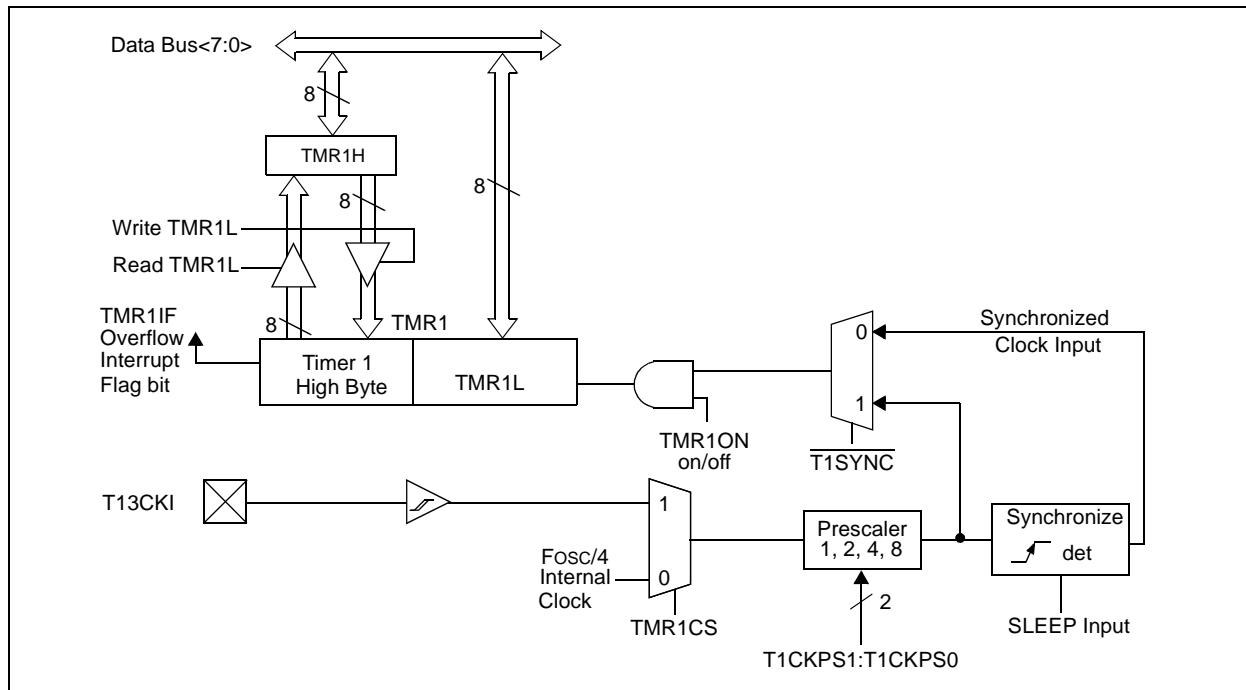 Data Bus<7:0>
8
TMR1H
8
8
Write TMR1L
Read TMR1L
TMR1IF
Overflow
Interrupt
Flag bit
8
TMR1
Timer 1
High Byte
TMR1L
TMR1ON
on/off
0
1
T1SYNC
Synchronized
Clock Input
T13CKI
1
0
FOSC/4
Internal
Clock
TMR1CS
Prescaler
1, 2, 4, 8
2
T1CKPS1:T1CKPS0
Synchronize
det
SLEEP Input